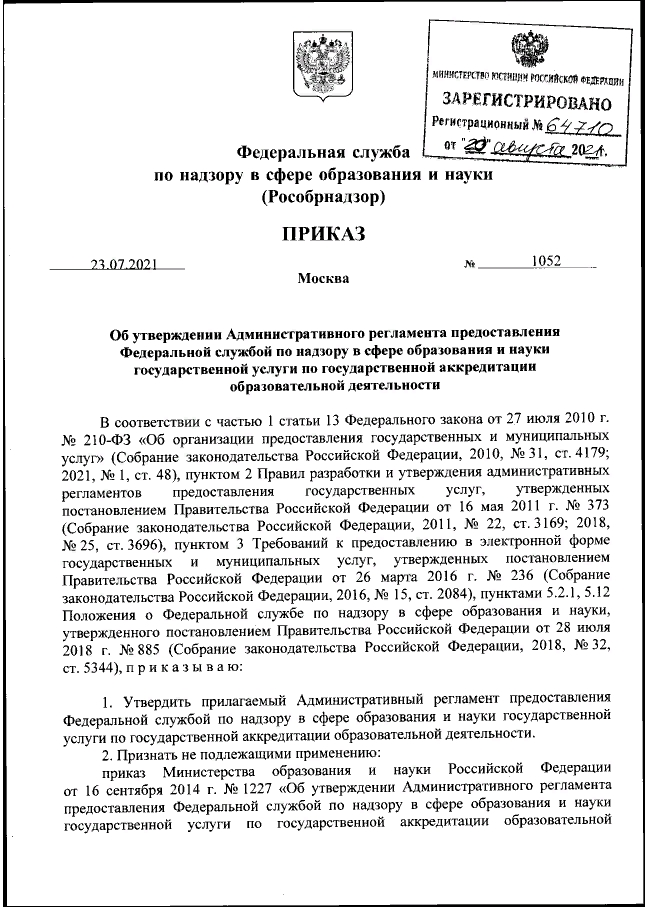 МИНИСТЕРСТВО ЮСТИЦИИ РОССИЙСКОЙ ФЕДЕРАЦИИ
ЗАРЕГИСТРИРОВАНО
Регистрационный № 64710
от "20" августа 2021.
Федеральная служба
по надзору в сфере образования и науки
(Рособрнадзор)
ПРИКАЗ
23.07.2021 № 1052
Москва
Об утверждении Административного регламента предоставления
Федеральной службой по надзору в сфере образования и науки
государственной услуги по государственной аккредитации
образовательной деятельности
В соответствии с частью 1 статьи 13 Федерального закона от 27 июля 2010 г.
№ 210-ФЗ «Об организации предоставления государственных и муниципальных
услуг» (Собрание законодательства Российской Федерации, 2010, № 31, ст. 4179;
2021, № 1, ст. 48), пунктом 2 Правил разработки и утверждения административных
регламентов предоставления государственных услуг, утвержденных
постановлением Правительства Российской Федерации от 16 мая 2011 г. № 373
(Собрание законодательства Российской Федерации, 2011, № 22, ст. 3169; 2018,
№ 25, ст. 3696), пунктом 3 Требований к предоставлению в электронной форме
государственных и муниципальных услуг, утвержденных постановлением
Правительства Российской Федерации от 26 марта 2016 г. № 236 (Собрание
законодательства Российской Федерации, 2016, № 15, ст. 2084), пунктами 5.2.1, 5.12
Положения о Федеральной службе по надзору в сфере образования и науки,
утвержденного постановлением Правительства Российской Федерации от 28 июля
2018 г. № 885 (Собрание законодательства Российской Федерации, 2018, № 32,
ст. 5344), п р и к а з ы в а ю:
1. Утвердить прилагаемый Административный регламент предоставления
Федеральной службой по надзору в сфере образования и науки государственной
услуги по государственной аккредитации образовательной деятельности.
2. Признать не подлежащими применению:
приказ Министерства образования и науки Российской Федерации
от 16 сентября 2014 г. № 1227 «Об утверждении Административного регламента
предоставления Федеральной службой по надзору в сфере образования и науки
государственной услуги по государственной аккредитации образовательной